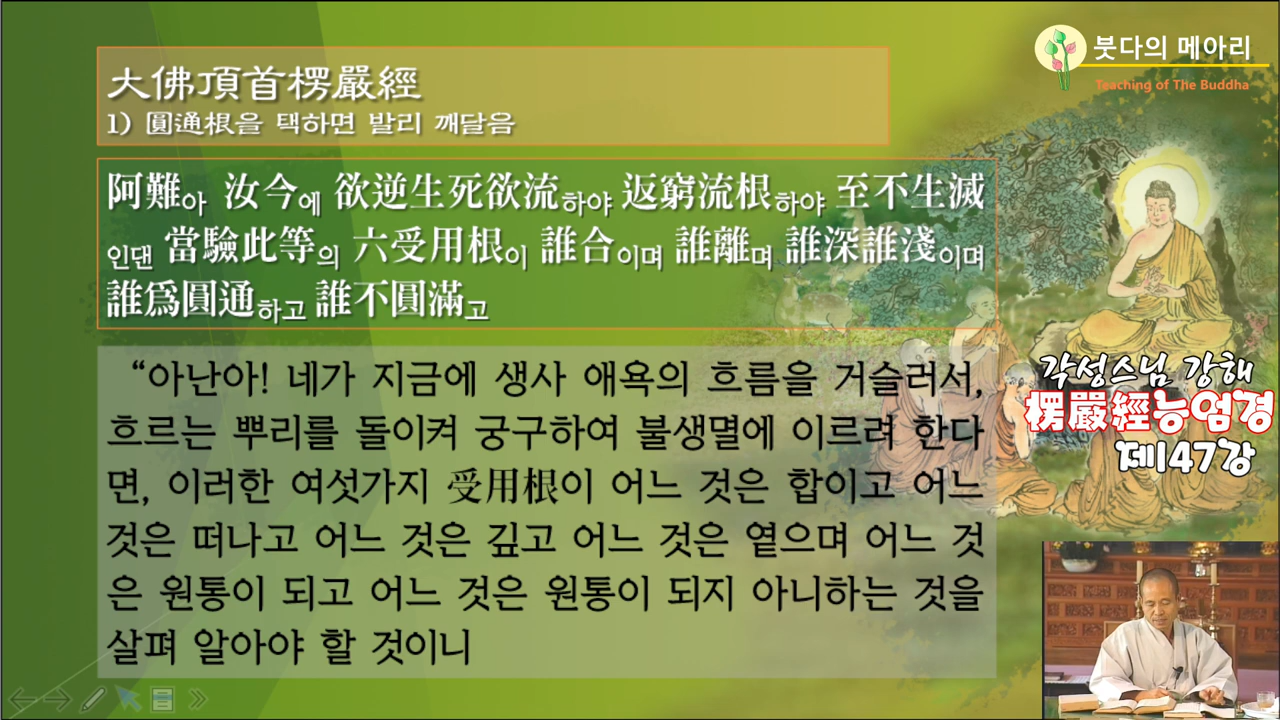 大佛頂首楞嚴經
1) 圓通根을 택하면 발리 깨달음
阿難아 汝今에 欲逆生死欲流하야 返窮流根하야 至不生滅
인댄 當驗此等의 六受用根이 誰合이며 誰離며 誰深誰淺이며
誰爲圓通하고 誰不圓滿고
“아난아! 네가 지금에 생사 애욕의 흐름을 거슬러서,
흐르는 뿌리를 돌이켜 궁구하여 불생멸에 이르려 한다
면, 이러한 여섯가지 受用根이 어느 것은 합이고 어느
것은 떠나고 어느 것은 깊고 어느 것은 옅으며 어느 것
은 원통이 되고 어느 것은 원통이 되지 아니하는 것을
살펴 알아야 할 것이니
붓다의 메아리
Teaching of The Buddha
각성스님 강해
楞嚴經능엄경
제47강